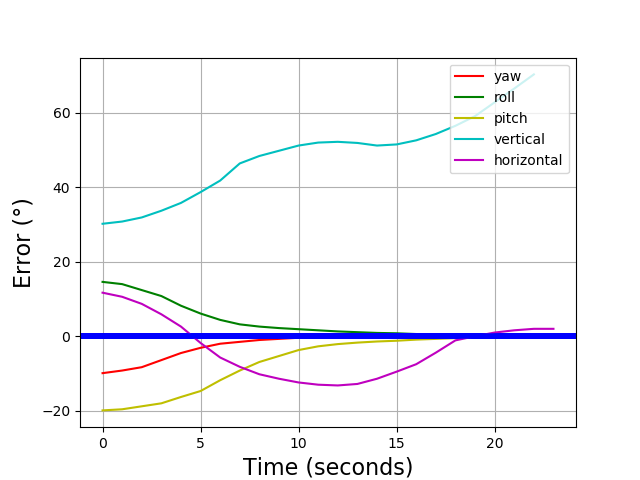 yaw
roll
pitch
vertical
horizontal
60
40
20
0
−20
Error (°)
0 5 10 15 20
Time (seconds)